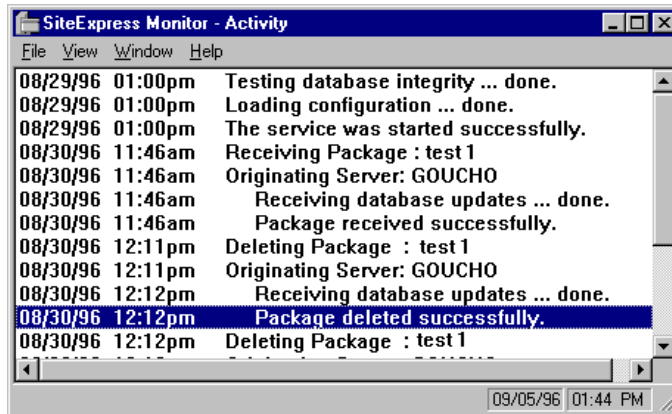 SiteExpress Monitor - Activity
File View Window Help
08/29/96 01:00pm Testing database integrity ... done.
08/29/96 01:00pm Loading configuration ... done.
08/29/96 01:00pm The service was started successfully.
08/30/96 11:46am Receiving Package : test1
08/30/96 11:46am Originating Server: GOUCHO
08/30/96 11:46am Receiving database updates ... done.
08/30/96 11:46am Package received successfully.
08/30/96 12:11pm Deleting Package : test1
08/30/96 12:11pm Originating Server: GOUCHO
08/30/96 12:12pm Receiving database updates ... done.
08/30/96 12:12pm Package deleted successfully.
08/30/96 12:12pm Deleting Package : test1
09/05/96 01:44 PM